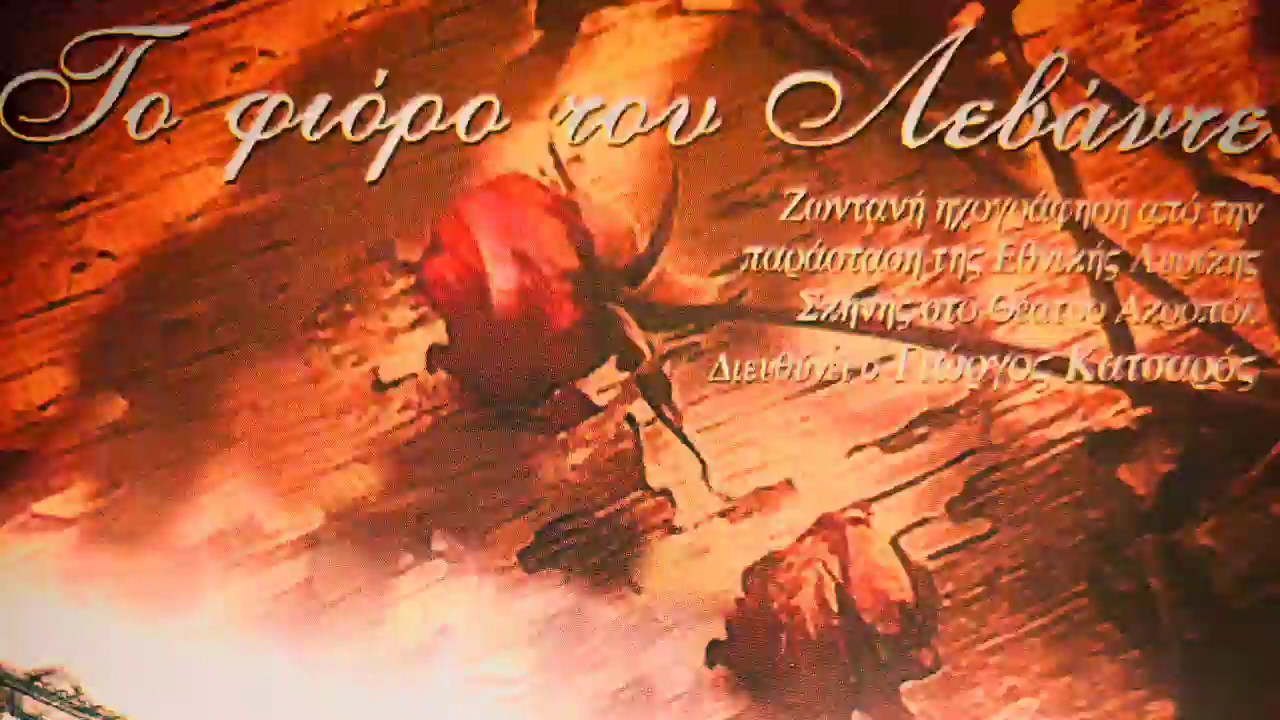 Το φιόρο του Λεβάντε
Ζωντανή ηχογράφηση από την
παράσταση της Εθνικής Λυρικής
Σκηνής στο Θέατρο Ακροπόλ
Διευθύνει ο Γιώργος Κατσαρός